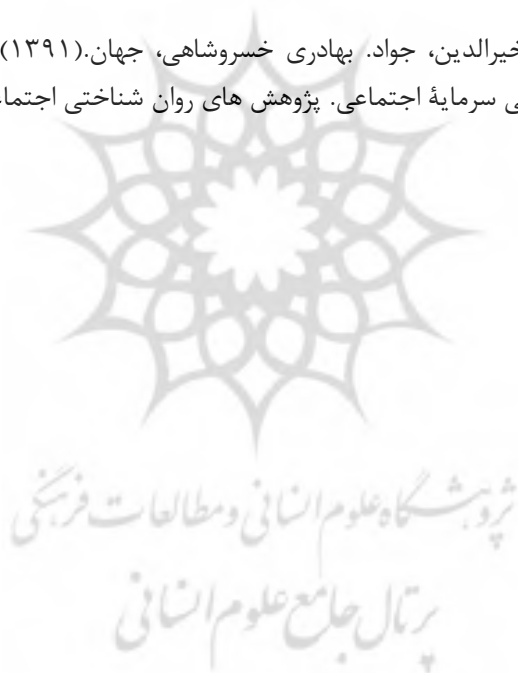 خیرالدین، جواد. بهادری خسروشاهی، جهان.(۱۳۹۱)
ی سرمایۀ اجتماعی. پژوهش های روان شناختی اجتما
پژوهشگاه علوم انسانی و مطالعات فرهنگی
پرتال جامع علوم انسانی